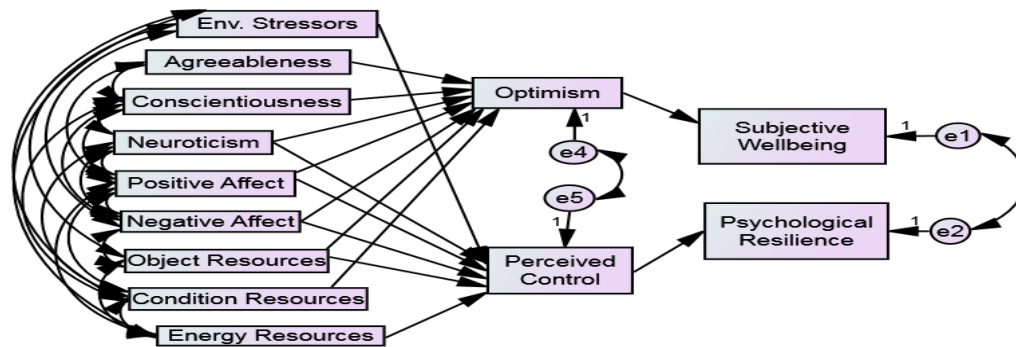 Env. Stressors
Agreeableness
Conscientiousness
Neuroticism
Positive Affect
Negative Affect
Object Resources
Condition Resources
Energy Resources
Optimism
1
e4
e5
1
Perceived
Control
Subjective
Wellbeing
1
e1
Psychological
Resilience
1
e2